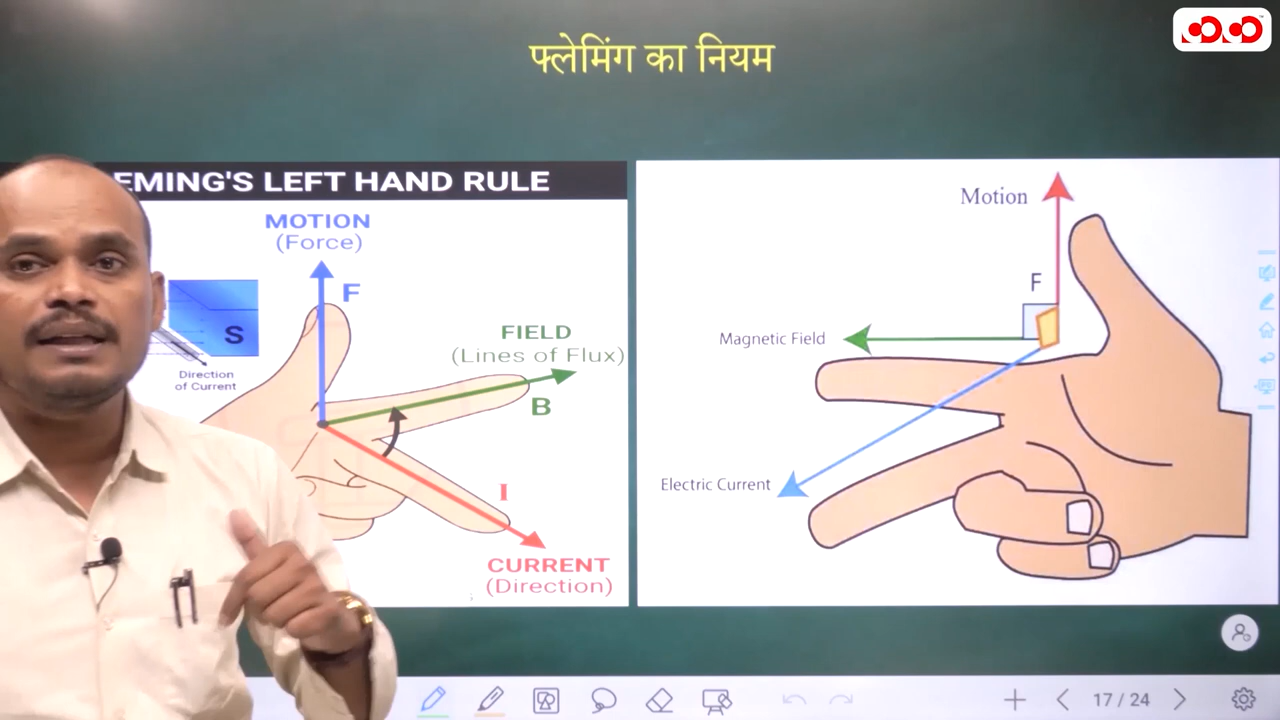 फ्लेमिंग का नियम
EMING'S LEFT HAND RULE
MOTION
(Force)
F
S
Direction
of Current
FIELD
(Lines of Flux)
B
I
CURRENT
(Direction)
Motion
F
Magnetic Field
Electric Current
17 / 24